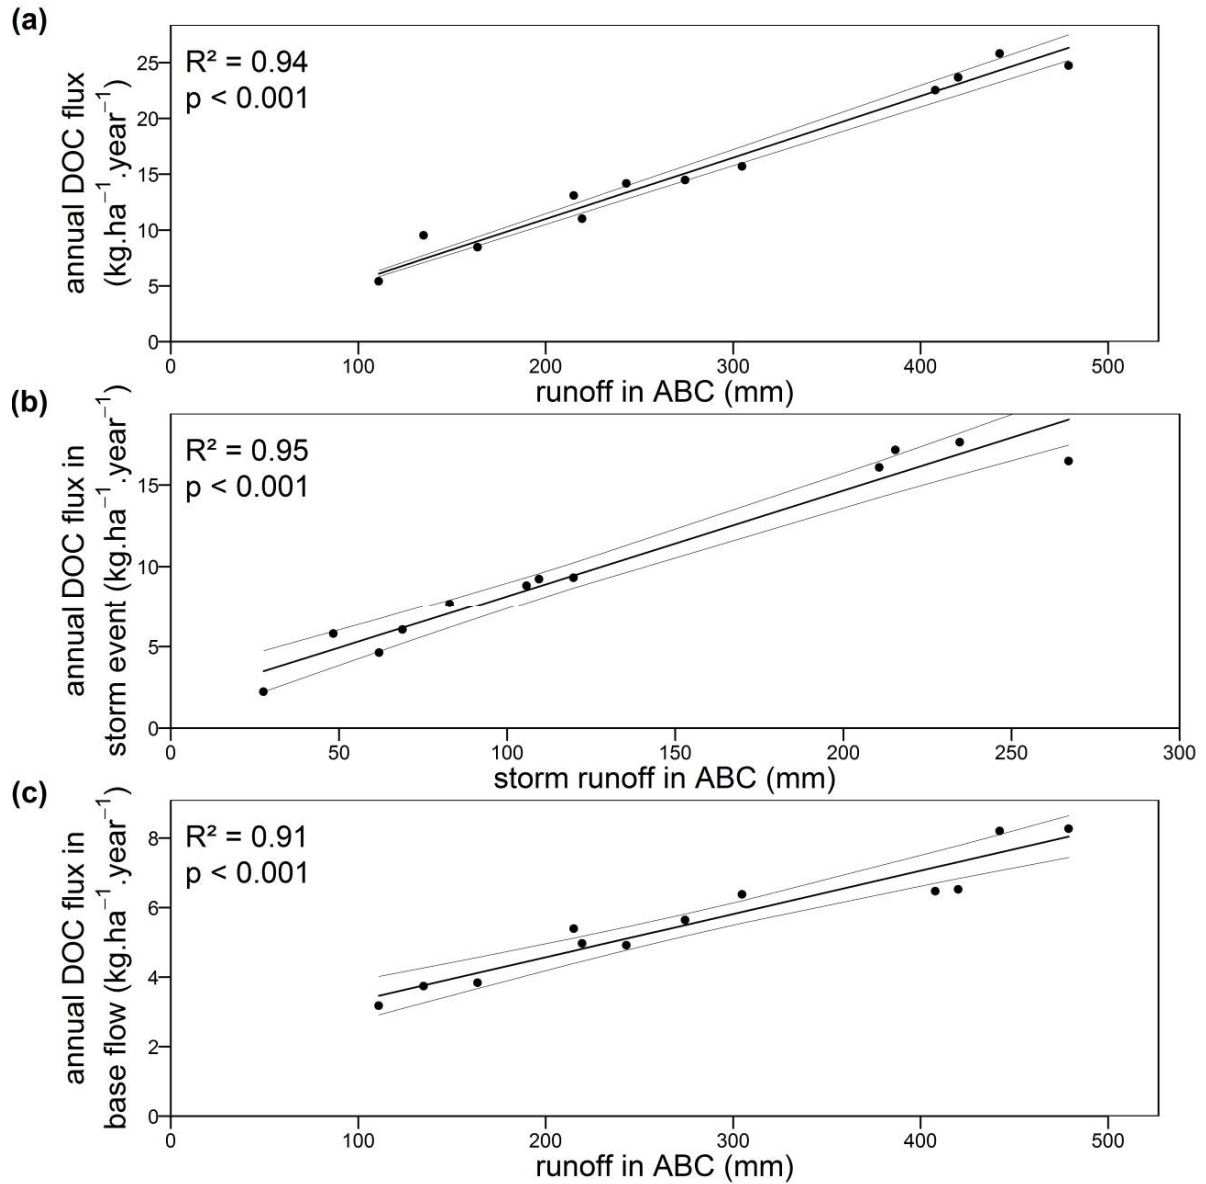 (a)
R² = 0.94
p < 0.001
annual DOC flux
(kg.ha⁻¹.year⁻¹)
25
20
15
10
5
0
0 100 200 300 400 500
runoff in ABC (mm)
(b)
R² = 0.95
p < 0.001
annual DOC flux in
storm event (kg.ha⁻¹.year⁻¹)
15
10
5
0
0 50 100 150 200 250 300
storm runoff in ABC (mm)
(c)
R² = 0.91
p < 0.001
annual DOC flux in
base flow (kg.ha⁻¹.year⁻¹)
8
6
4
2
0
0 100 200 300 400 500
runoff in ABC (mm)